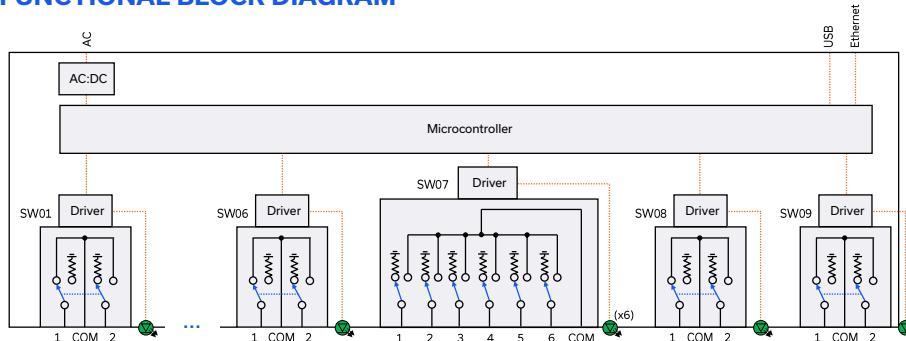 FUNCTIONAL BLOCK DIAGRAM
AC
USB
Ethernet
AC:DC
Microcontroller
SW01
Driver
SW06
Driver
SW07
Driver
SW08
Driver
SW09
Driver
(x6)
1 COM 2
...
1 COM 2
1 2 3 4 5 6 COM
1 COM 2
1 COM 2